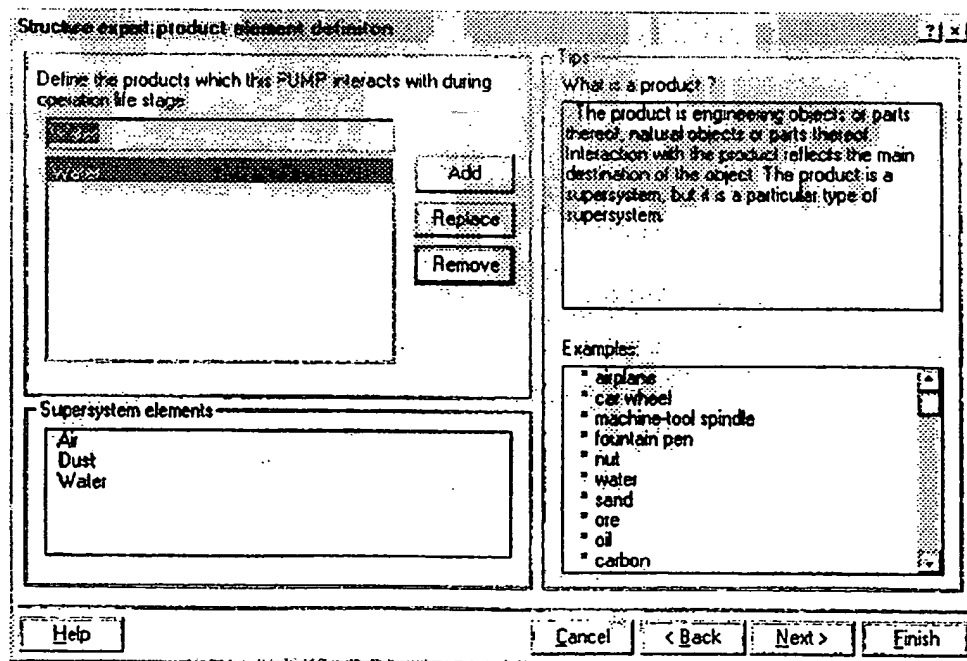 Structure expert: product element definition
Define the products which this PUMP interacts with during
operation life stage
Water
Water
Add
Replace
Remove
Supersystem elements
Air
Dust
Water
Tips
What is a product ?
The product is engineering objects or parts
thereof, natural objects or parts thereof.
Interaction with the product reflects the main
destination of the object. The product is a
supersystem, but it is a particular type of
supersystem.
Examples:
* airplane
* car wheel
* machine-tool spindle
* fountain pen
* nut
* water
* sand
* ore
* oil
* carbon
Help
Cancel
< Back
Next >
Finish